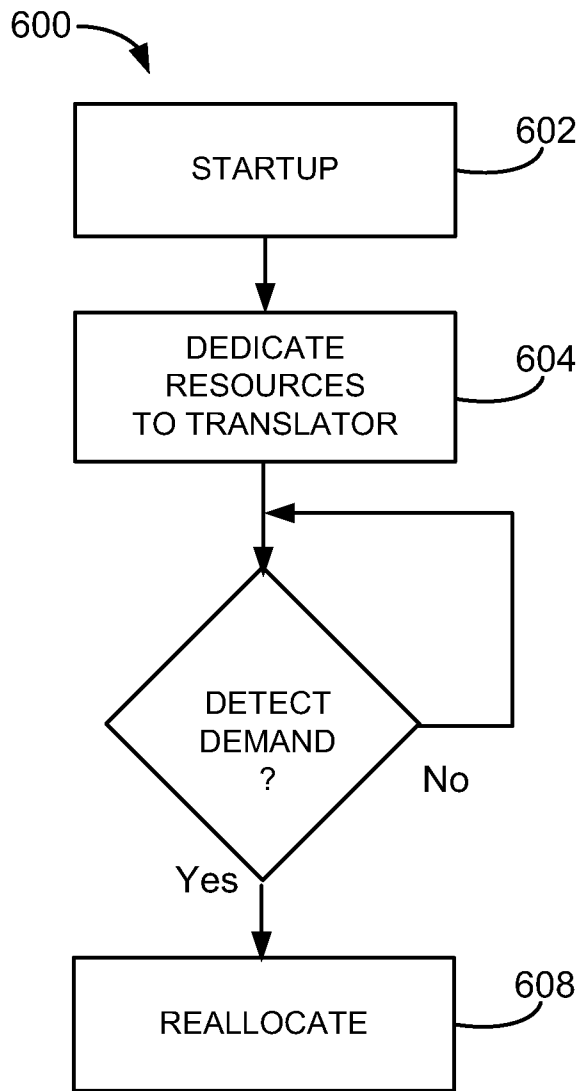 600
STARTUP
602
DEDICATE
RESOURCES
TO TRANSLATOR
604
DETECT
DEMAND
?
No
Yes
REALLOCATE
608